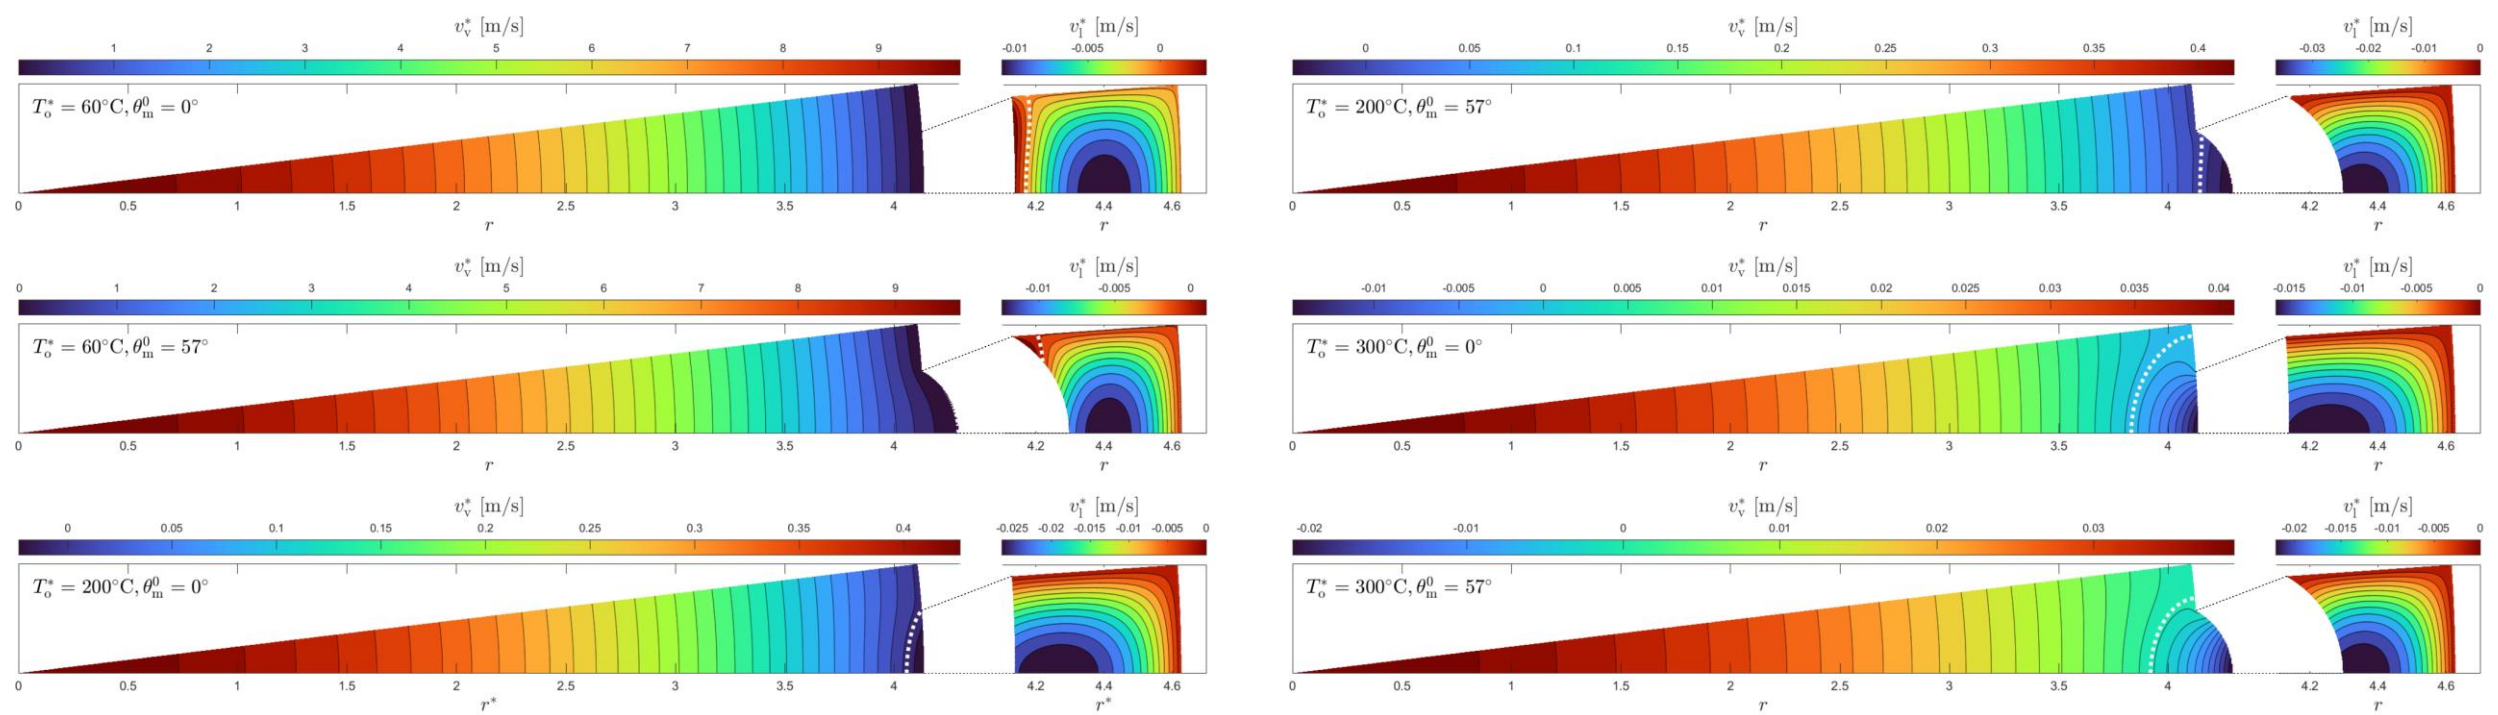 v*v [m/s] v*l [m/s]
1 2 3 4 5 6 7 8 9 -0.01 -0.005 0
T*o = 60°C, θ0m = 0°
0 0.5 1 1.5 2 2.5 3 3.5 4 4.2 4.4 4.6
r r
v*v [m/s] v*l [m/s]
0 1 2 3 4 5 6 7 8 9 -0.01 -0.005 0
T*o = 60°C, θ0m = 57°
0 0.5 1 1.5 2 2.5 3 3.5 4 4.2 4.4 4.6
r r
v*v [m/s] v*l [m/s]
0 0.05 0.1 0.15 0.2 0.25 0.3 0.35 0.4 -0.025 -0.02 -0.015 -0.01 -0.005 0
T*o = 200°C, θ0m = 0°
0 0.5 1 1.5 2 2.5 3 3.5 4 4.2 4.4 4.6
r* r*
v*v [m/s] v*l [m/s]
0 0.05 0.1 0.15 0.2 0.25 0.3 0.35 0.4 -0.03 -0.02 -0.01 0
T*o = 200°C, θ0m = 57°
0 0.5 1 1.5 2 2.5 3 3.5 4 4.2 4.4 4.6
r r
v*v [m/s] v*l [m/s]
-0.01 -0.005 0 0.005 0.01 0.015 0.02 0.025 0.03 0.035 0.04 -0.015 -0.01 -0.005 0
T*o = 300°C, θ0m = 0°
0 0.5 1 1.5 2 2.5 3 3.5 4 4.2 4.4 4.6
r r
v*v [m/s] v*l [m/s]
-0.02 -0.01 0 0.01 0.02 0.03 -0.02 -0.015 -0.01 -0.005 0
T*o = 300°C, θ0m = 57°
0 0.5 1 1.5 2 2.5 3 3.5 4 4.2 4.4 4.6
r r